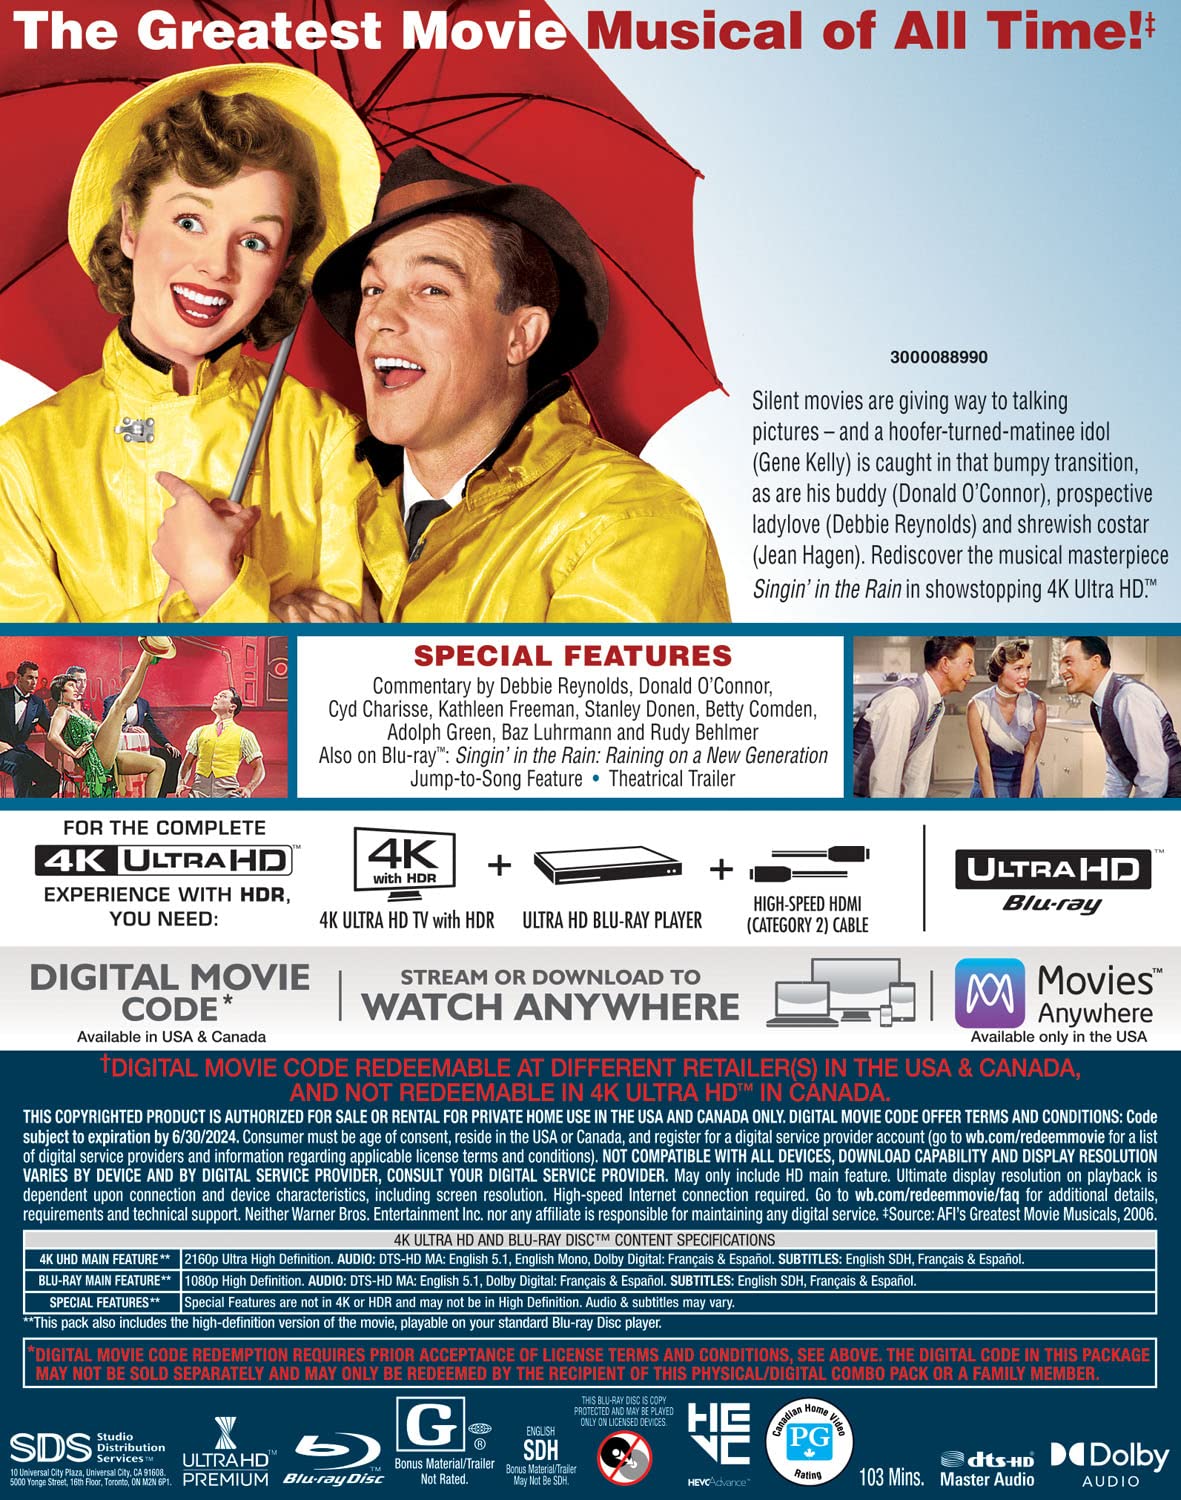 The Greatest Movie Musical of All Time!‡
3000088990
Silent movies are giving way to talking
pictures – and a hoofer-turned-matinee idol
(Gene Kelly) is caught in that bumpy transition,
as are his buddy (Donald O'Connor), prospective
ladylove (Debbie Reynolds) and shrewish costar
(Jean Hagen). Rediscover the musical masterpiece
Singin' in the Rain in showstopping 4K Ultra HD.™
SPECIAL FEATURES
Commentary by Debbie Reynolds, Donald O'Connor,
Cyd Charisse, Kathleen Freeman, Stanley Donen, Betty Comden,
Adolph Green, Baz Luhrmann and Rudy Behlmer
Also on Blu-ray™: Singin' in the Rain: Raining on a New Generation
Jump-to-Song Feature • Theatrical Trailer
FOR THE COMPLETE
4K ULTRA HD™
EXPERIENCE WITH HDR,
YOU NEED:
4K
with HDR
4K ULTRA HD TV with HDR
+
ULTRA HD BLU-RAY PLAYER
+
HIGH-SPEED HDMI
(CATEGORY 2) CABLE
ULTRA HD™
Blu-ray
DIGITAL MOVIE
CODE*
Available in USA & Canada
STREAM OR DOWNLOAD TO
WATCH ANYWHERE
Movies™
Anywhere
Available only in the USA
†DIGITAL MOVIE CODE REDEEMABLE AT DIFFERENT RETAILER(S) IN THE USA & CANADA,
AND NOT REDEEMABLE IN 4K ULTRA HD™ IN CANADA.
THIS COPYRIGHTED PRODUCT IS AUTHORIZED FOR SALE OR RENTAL FOR PRIVATE HOME USE IN THE USA AND CANADA ONLY. DIGITAL MOVIE CODE OFFER TERMS AND CONDITIONS: Code
subject to expiration by 6/30/2024. Consumer must be age of consent, reside in the USA or Canada, and register for a digital service provider account (go to wb.com/redeemmovie for a list
of digital service providers and information regarding applicable license terms and conditions). NOT COMPATIBLE WITH ALL DEVICES, DOWNLOAD CAPABILITY AND DISPLAY RESOLUTION
VARIES BY DEVICE AND BY DIGITAL SERVICE PROVIDER, CONSULT YOUR DIGITAL SERVICE PROVIDER. May only include HD main feature. Ultimate display resolution on playback is
dependent upon connection and device characteristics, including screen resolution. High-speed Internet connection required. Go to wb.com/redeemmovie/faq for additional details,
requirements and technical support. Neither Warner Bros. Entertainment Inc. nor any affiliate is responsible for maintaining any digital service. ‡Source: AFI's Greatest Movie Musicals, 2006.
4K ULTRA HD AND BLU-RAY DISC™ CONTENT SPECIFICATIONS
4K UHD MAIN FEATURE** 2160p Ultra High Definition. AUDIO: DTS-HD MA: English 5.1, English Mono, Dolby Digital: Français & Español. SUBTITLES: English SDH, Français & Español.
BLU-RAY MAIN FEATURE** 1080p High Definition. AUDIO: DTS-HD MA: English 5.1, Dolby Digital: Français & Español. SUBTITLES: English SDH, Français & Español.
SPECIAL FEATURES** Special Features are not in 4K or HDR and may not be in High Definition. Audio & subtitles may vary.
**This pack also includes the high-definition version of the movie, playable on your standard Blu-ray Disc player.
*DIGITAL MOVIE CODE REDEMPTION REQUIRES PRIOR ACCEPTANCE OF LICENSE TERMS AND CONDITIONS, SEE ABOVE. THE DIGITAL CODE IN THIS PACKAGE
MAY NOT BE SOLD SEPARATELY AND MAY ONLY BE REDEEMED BY THE RECIPIENT OF THIS PHYSICAL/DIGITAL COMBO PACK OR A FAMILY MEMBER.
SDS Studio
Distribution
Services™
10 Universal City Plaza, Universal City, CA 91608.
5000 Yonge Street, 16th Floor, Toronto, ON M2N 6P1.
ULTRA HD™
PREMIUM
Blu-ray Disc™
G ®
Bonus Material/Trailer
Not Rated.
ENGLISH
SDH
Bonus Material/Trailer
May Not Be SDH.
THIS BLU-RAY DISC IS COPY
PROTECTED AND MAY BE PLAYED
ONLY ON LICENSED DEVICES.
HEVC
HEVCAdvance™
Canadian Home Video
PG
Rating
103 Mins.
dts-HD
Master Audio
Dolby
AUDIO